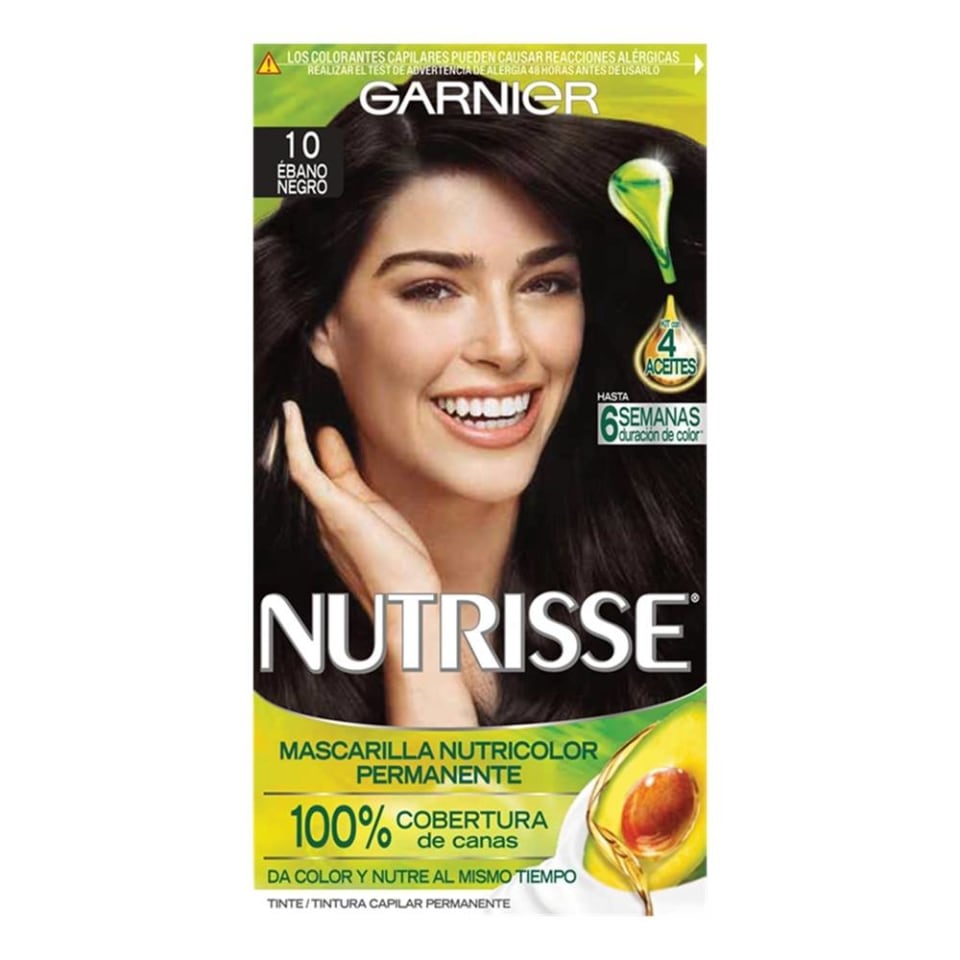 LOS COLORANTES CAPILARES PUEDEN CAUSAR REACCIONES ALÉRGICAS
REALIZAR EL TEST DE ADVERTENCIA DE ALERGIA 48 HORAS ANTES DE USARLO
GARNIER
10
ÉBANO
NEGRO
KIT con
4
ACEITES
HASTA
6 SEMANAS
duración de color**
NUTRISSE®
MASCARILLA NUTRICOLOR
PERMANENTE
100% COBERTURA
de canas
DA COLOR Y NUTRE AL MISMO TIEMPO
TINTE / TINTURA CAPILAR PERMANENTE